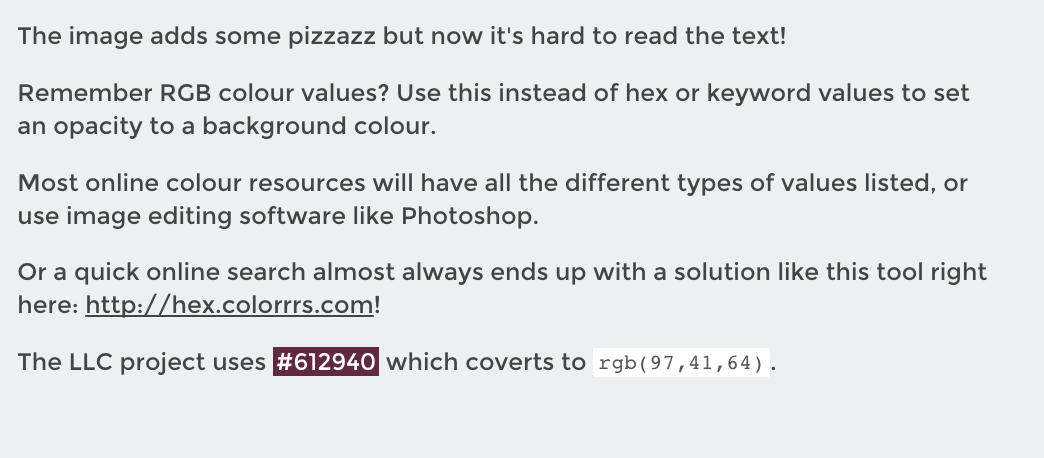 The image adds some pizzazz but now it's hard to read the text!
Remember RGB colour values? Use this instead of hex or keyword values to set
an opacity to a background colour.
Most online colour resources will have all the different types of values listed, or
use image editing software like Photoshop.
Or a quick online search almost always ends up with a solution like this tool right
here: http://hex.colorrrs.com!
The LLC project uses #612940 which coverts to rgb(97,41,64).